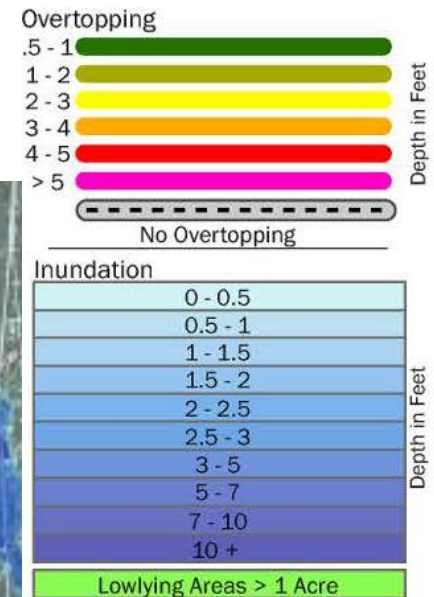 Overtopping
.5 - 1
1 - 2
2 - 3
3 - 4
4 - 5
> 5
Depth in Feet
No Overtopping
Inundation
0 - 0.5
0.5 - 1
1 - 1.5
1.5 - 2
2 - 2.5
2.5 - 3
3 - 5
5 - 7
7 - 10
10 +
Depth in Feet
Lowlying Areas > 1 Acre